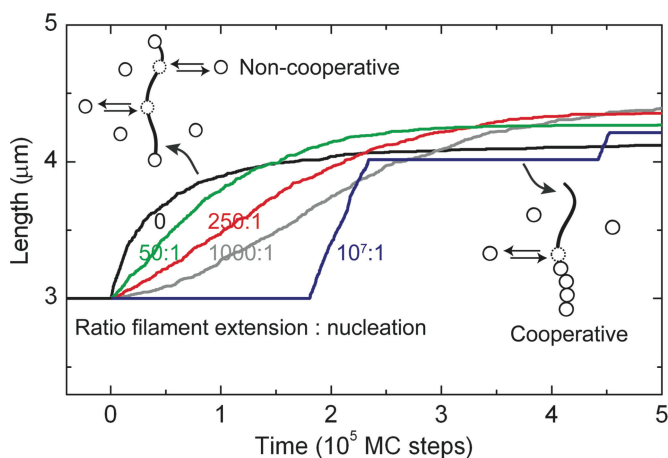 Non-cooperative
0
250:1
50:1
1000:1
10⁷:1
Ratio filament extension : nucleation
Cooperative
Length (μm)
5
4
3
0
1
2
3
4
5
Time (10⁵ MC steps)